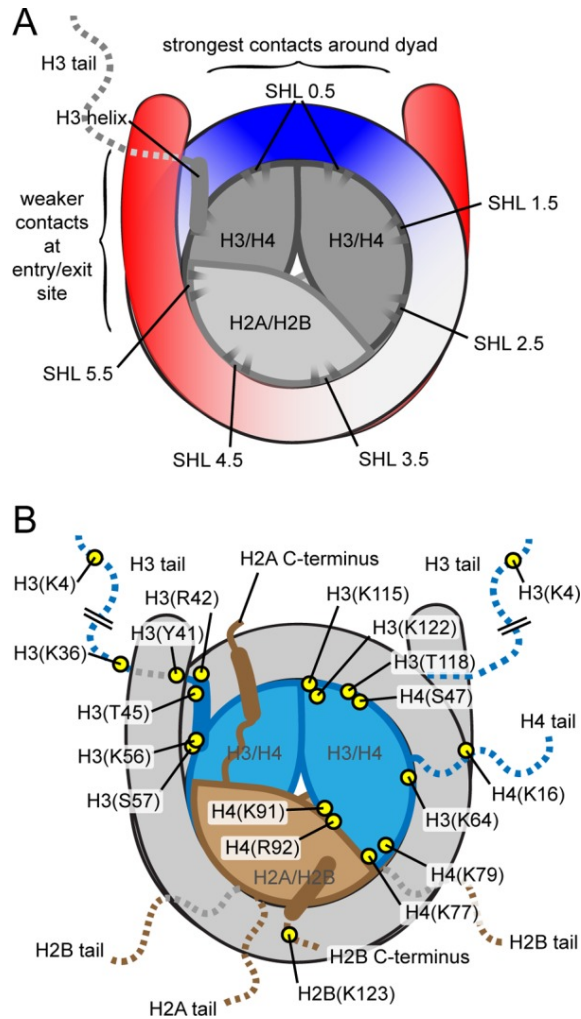 A
strongest contacts around dyad
H3 tail
SHL 0.5
H3 helix
weaker
contacts
at
entry/exit
site
SHL 1.5
H3/H4
H3/H4
H2A/H2B
SHL 2.5
SHL 5.5
SHL 4.5
SHL 3.5
B
H2A C-terminus
H3 tail
H3 tail
H3(K4)
H3(R42)
H3(K115)
H3(K4)
H3(Y41)
H3(K122)
H3(K36)
H3(T118)
H3(T45)
H4(S47)
H4 tail
H3(K56)
H3/H4
H3/H4
H3(S57)
H4(K16)
H4(K91)
H3(K64)
H4(R92)
H4(K79)
H2A/H2B
H4(K77)
H2B tail
H2B tail
H2B C-terminus
H2A tail
H2B(K123)